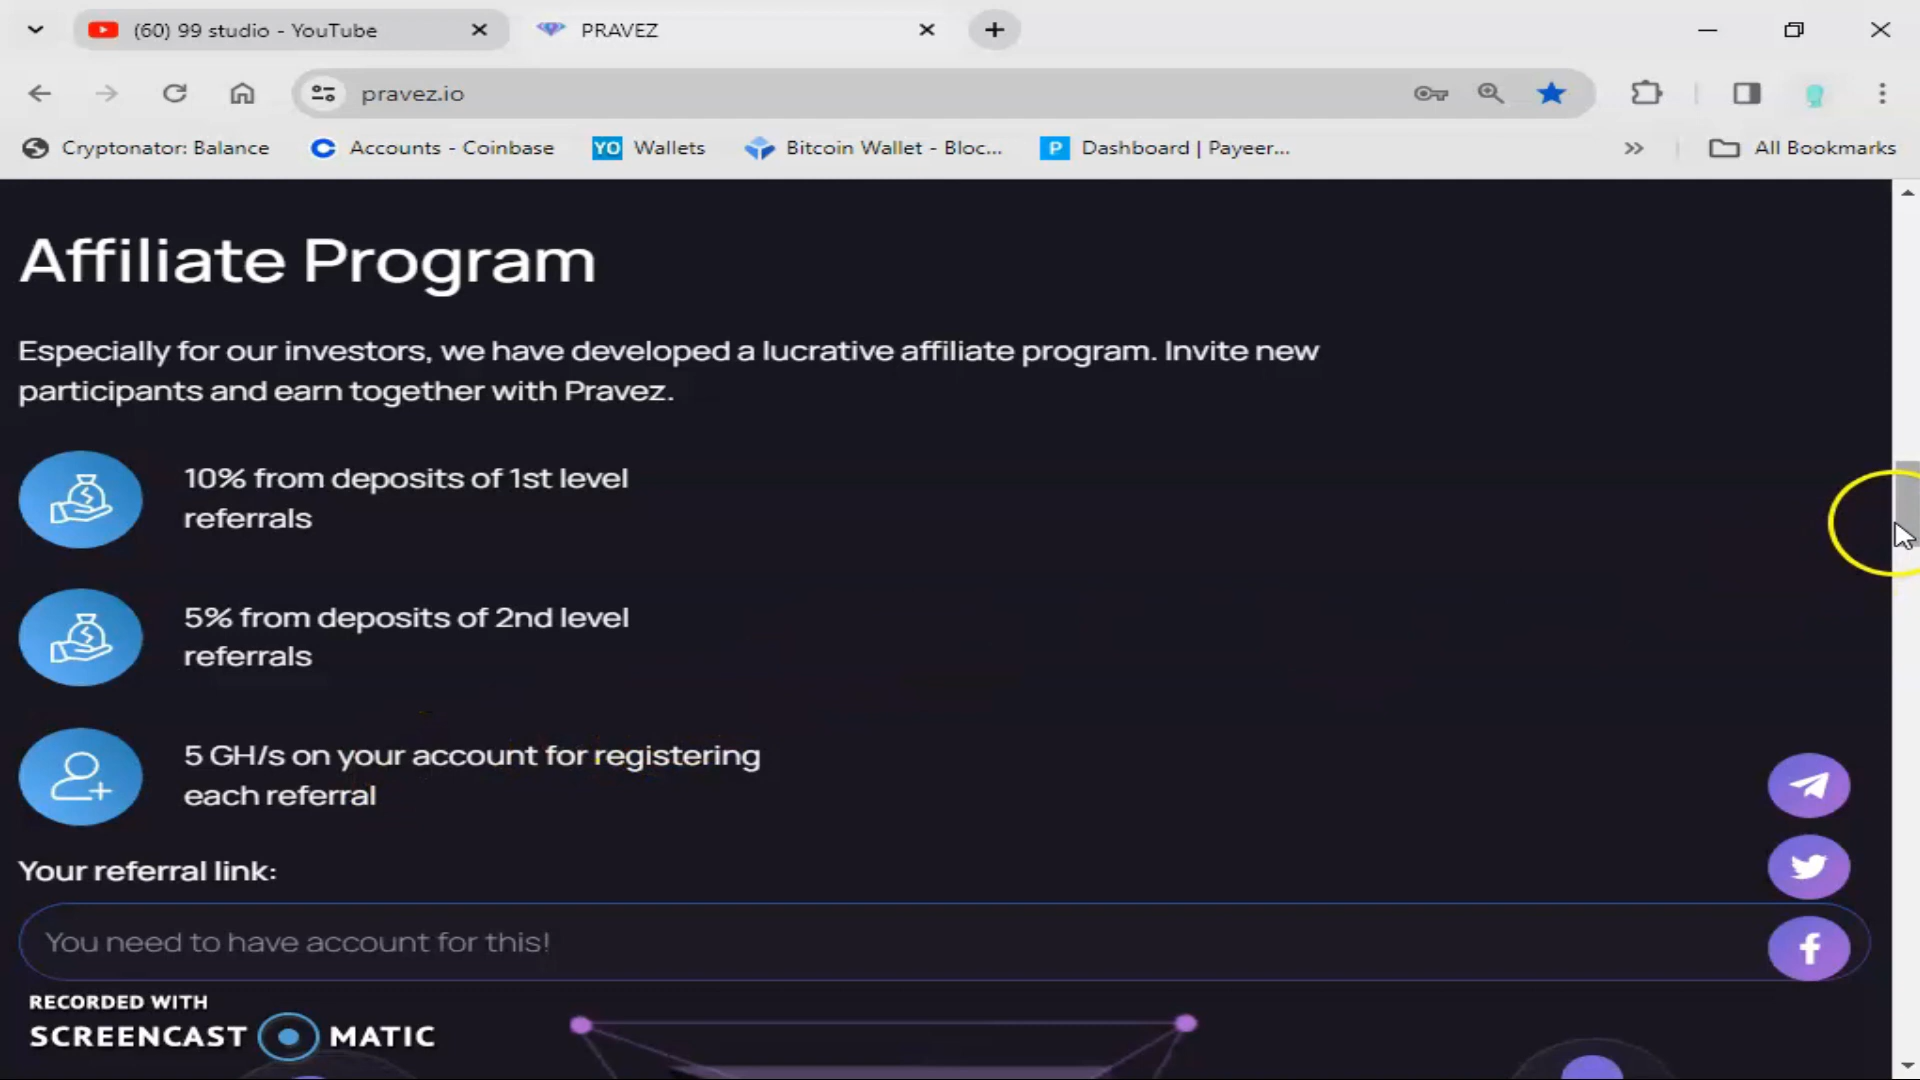 (60) 99 studio - YouTube
PRAVEZ
pravez.io
Cryptonator: Balance
Accounts - Coinbase
YO Wallets
Bitcoin Wallet - Bloc...
P Dashboard | Payeer...
All Bookmarks
Affiliate Program
Especially for our investors, we have developed a lucrative affiliate program. Invite new
participants and earn together with Pravez.
10% from deposits of 1st level
referrals
5% from deposits of 2nd level
referrals
5 GH/s on your account for registering
each referral
Your referral link:
You need to have account for this!
RECORDED WITH
SCREENCAST MATIC